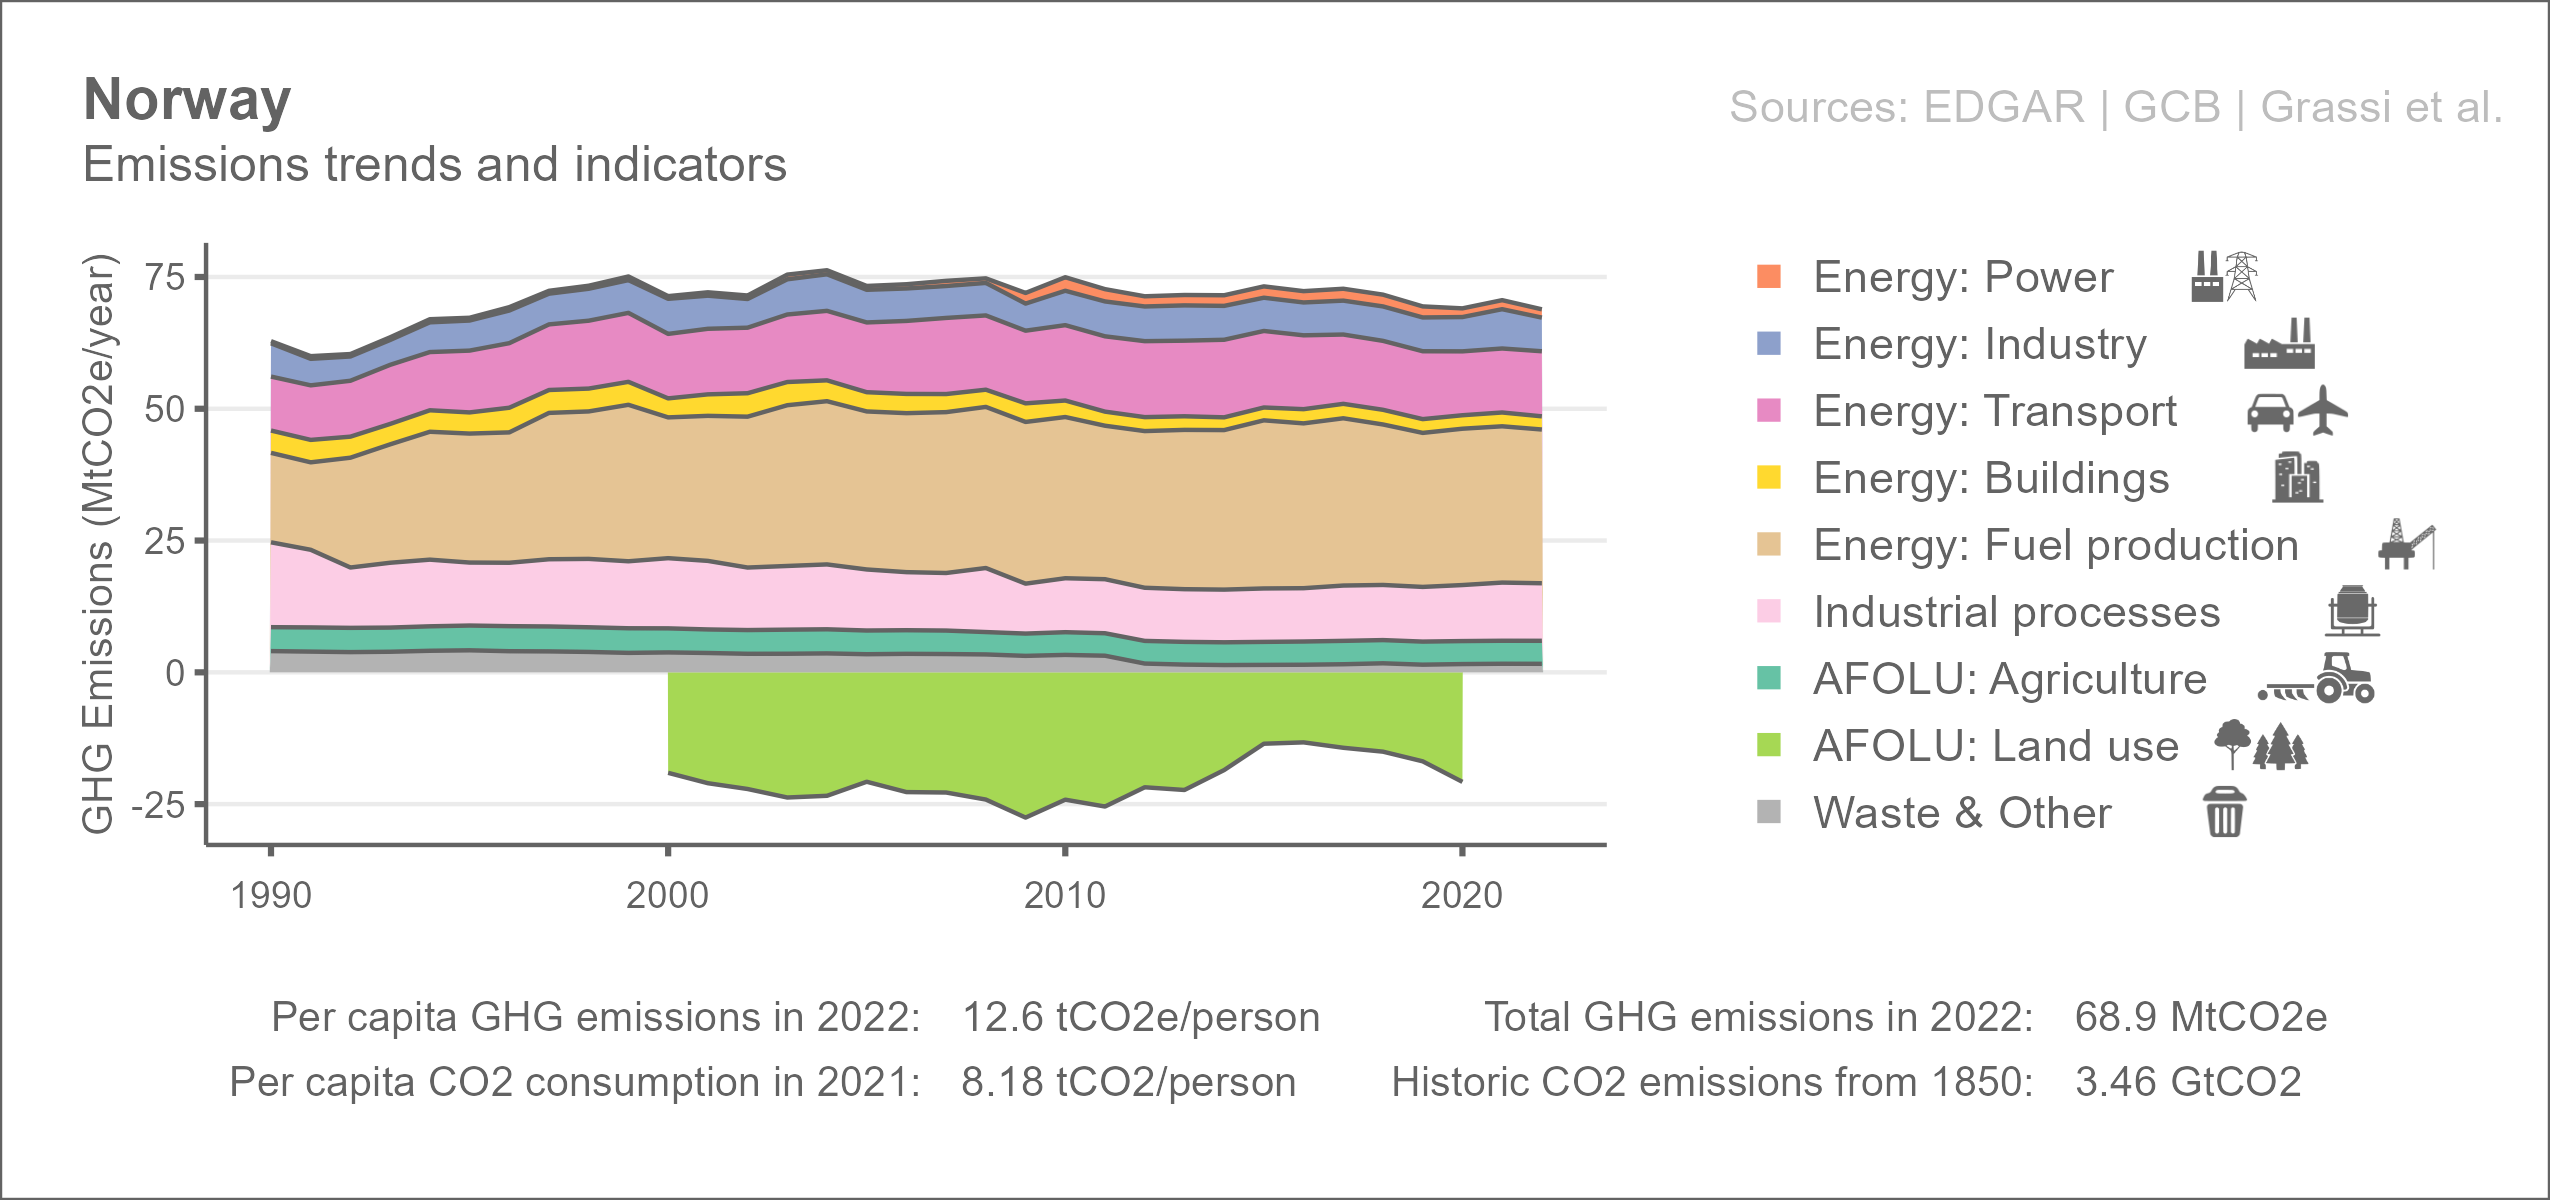 Norway
Sources: EDGAR | GCB | Grassi et al.
Emissions trends and indicators
GHG Emissions (MtCO2e/year)
75
50
25
0
-25
1990
2000
2010
2020
Energy: Power
Energy: Industry
Energy: Transport
Energy: Buildings
Energy: Fuel production
Industrial processes
AFOLU: Agriculture
AFOLU: Land use
Waste & Other
Per capita GHG emissions in 2022: 12.6 tCO2e/person
Total GHG emissions in 2022: 68.9 MtCO2e
Per capita CO2 consumption in 2021: 8.18 tCO2/person
Historic CO2 emissions from 1850: 3.46 GtCO2